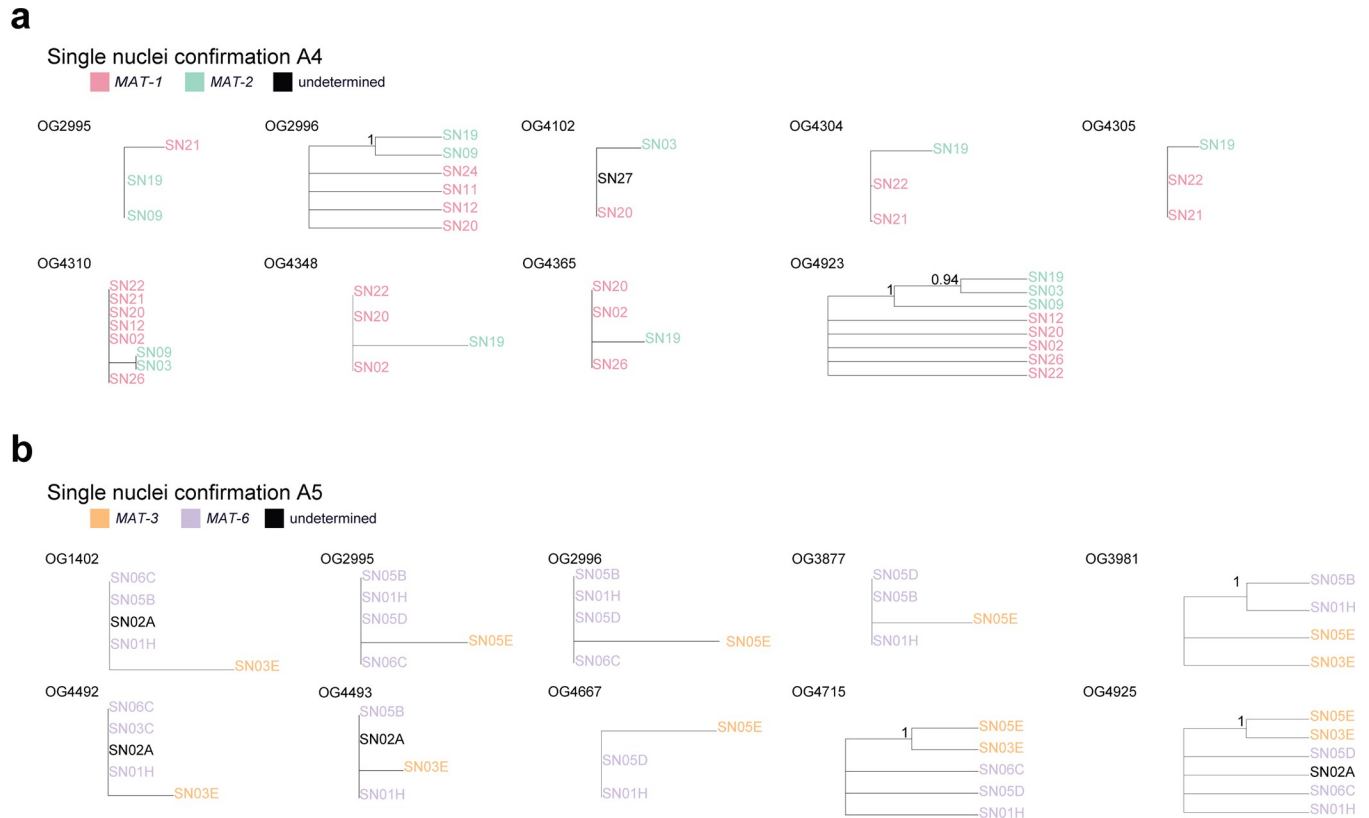 a
Single nuclei confirmation A4
MAT-1 MAT-2 undetermined
OG2995
SN21
SN19
SN09
OG2996
1
SN19
SN09
SN24
SN11
SN12
SN20
OG4102
SN03
SN27
SN20
OG4304
SN19
SN22
SN21
OG4305
SN19
SN22
SN21
OG4310
SN22
SN21
SN20
SN12
SN02
SN09
SN03
SN26
OG4348
SN22
SN20
SN19
SN02
OG4365
SN20
SN02
SN19
SN26
OG4923
0.94
1
SN19
SN03
SN09
SN12
SN20
SN02
SN26
SN22
b
Single nuclei confirmation A5
MAT-3 MAT-6 undetermined
OG1402
SN06C
SN05B
SN02A
SN01H
SN03E
OG2995
SN05B
SN01H
SN05D
SN05E
SN06C
OG2996
SN05B
SN01H
SN05D
SN05E
SN06C
OG3877
SN05D
SN05B
SN05E
SN01H
OG3981
1
SN05B
SN01H
SN05E
SN03E
OG4492
SN06C
SN03C
SN02A
SN01H
SN03E
OG4493
SN05B
SN02A
SN03E
SN01H
OG4667
SN05E
SN05D
SN01H
OG4715
1
SN05E
SN03E
SN06C
SN05D
SN01H
OG4925
1
SN05E
SN03E
SN05D
SN02A
SN06C
SN01H